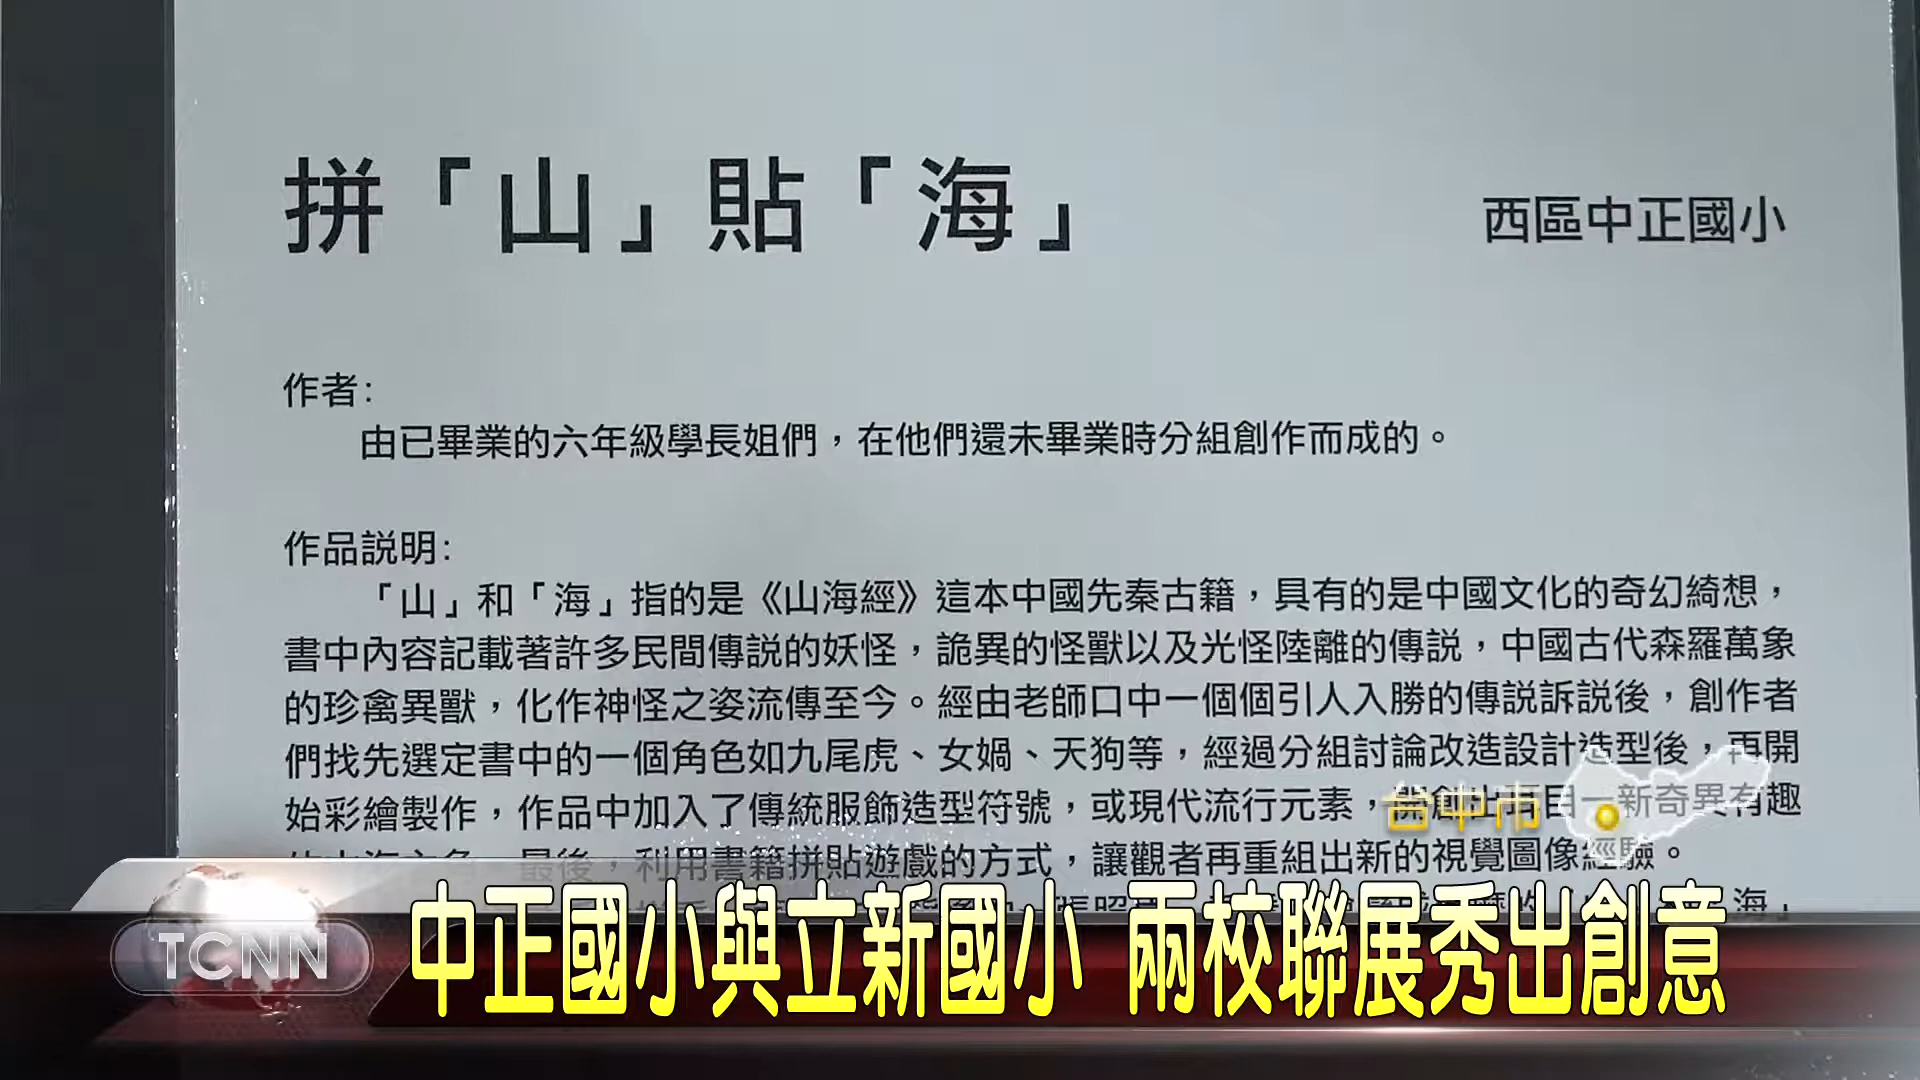 拼「山」貼「海」
西區中正國小
作者:
由已畢業的六年級學長姐們，在他們還未畢業時分組創作而成的。
作品説明:
「山」和「海」指的是《山海經》這本中國先秦古籍，具有的是中國文化的奇幻綺想，
書中內容記載著許多民間傳説的妖怪，詭異的怪獸以及光怪陸離的傳説，中國古代森羅萬象
的珍禽異獸，化作神怪之姿流傳至今。經由老師口中一個個引人入勝的傳説訴説後，創作者
們找先選定書中的一個角色如九尾虎、女媧、天狗等，經過分組討論改造設計造型後，再開
始彩繪製作，作品中加入了傳統服飾造型符號，或現代流行元素，開創出耳目一新奇異有趣
最後，利用書籍拼貼遊戲的方式，讓觀者再重組出新的視覺圖像經驗。
台中市
TCNN
中正國小與立新國小 兩校聯展秀出創意